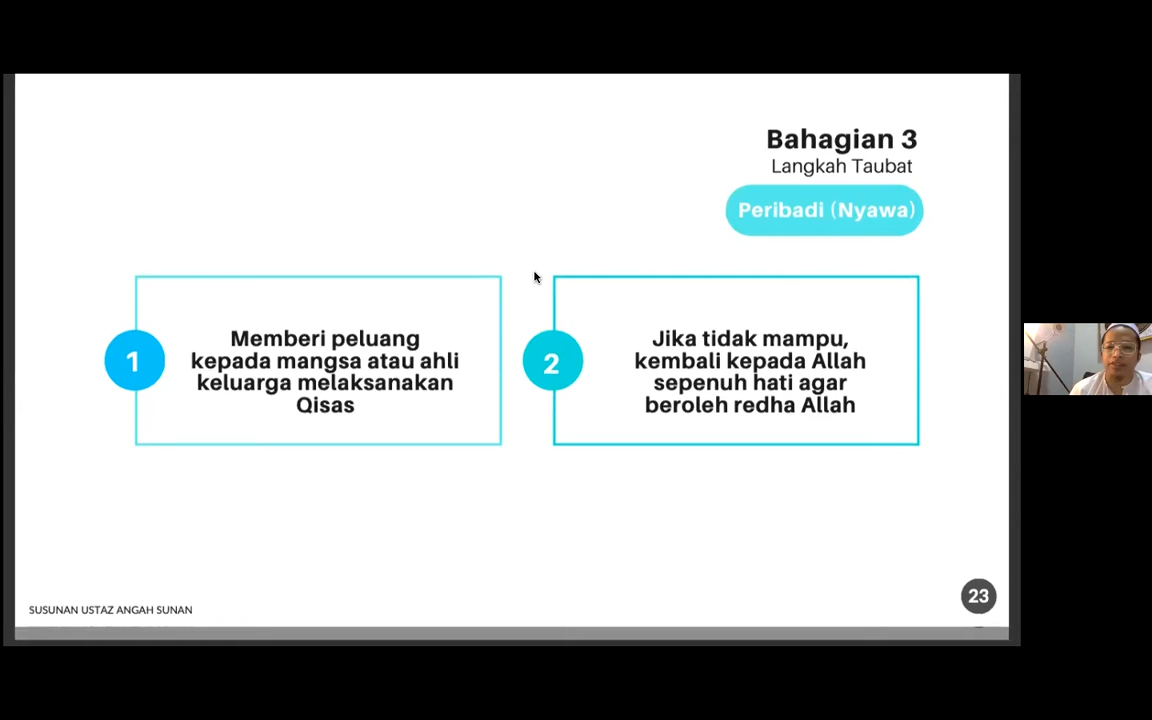 Bahagian 3
Langkah Taubat
Peribadi (Nyawa)
1
Memberi peluang
kepada mangsa atau ahli
keluarga melaksanakan
Qisas
2
Jika tidak mampu,
kembali kepada Allah
sepenuh hati agar
beroleh redha Allah
SUSUNAN USTAZ ANGAH SUNAN
23